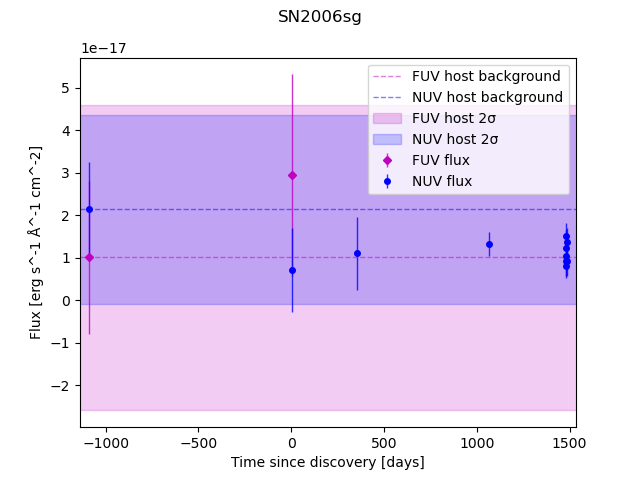 SN2006sg
1e−17
FUV host background
NUV host background
FUV host 2σ
NUV host 2σ
FUV flux
NUV flux
5
4
3
2
1
0
−1
−2
Flux [erg s^-1 Å^-1 cm^-2]
−1000 −500 0 500 1000 1500
Time since discovery [days]